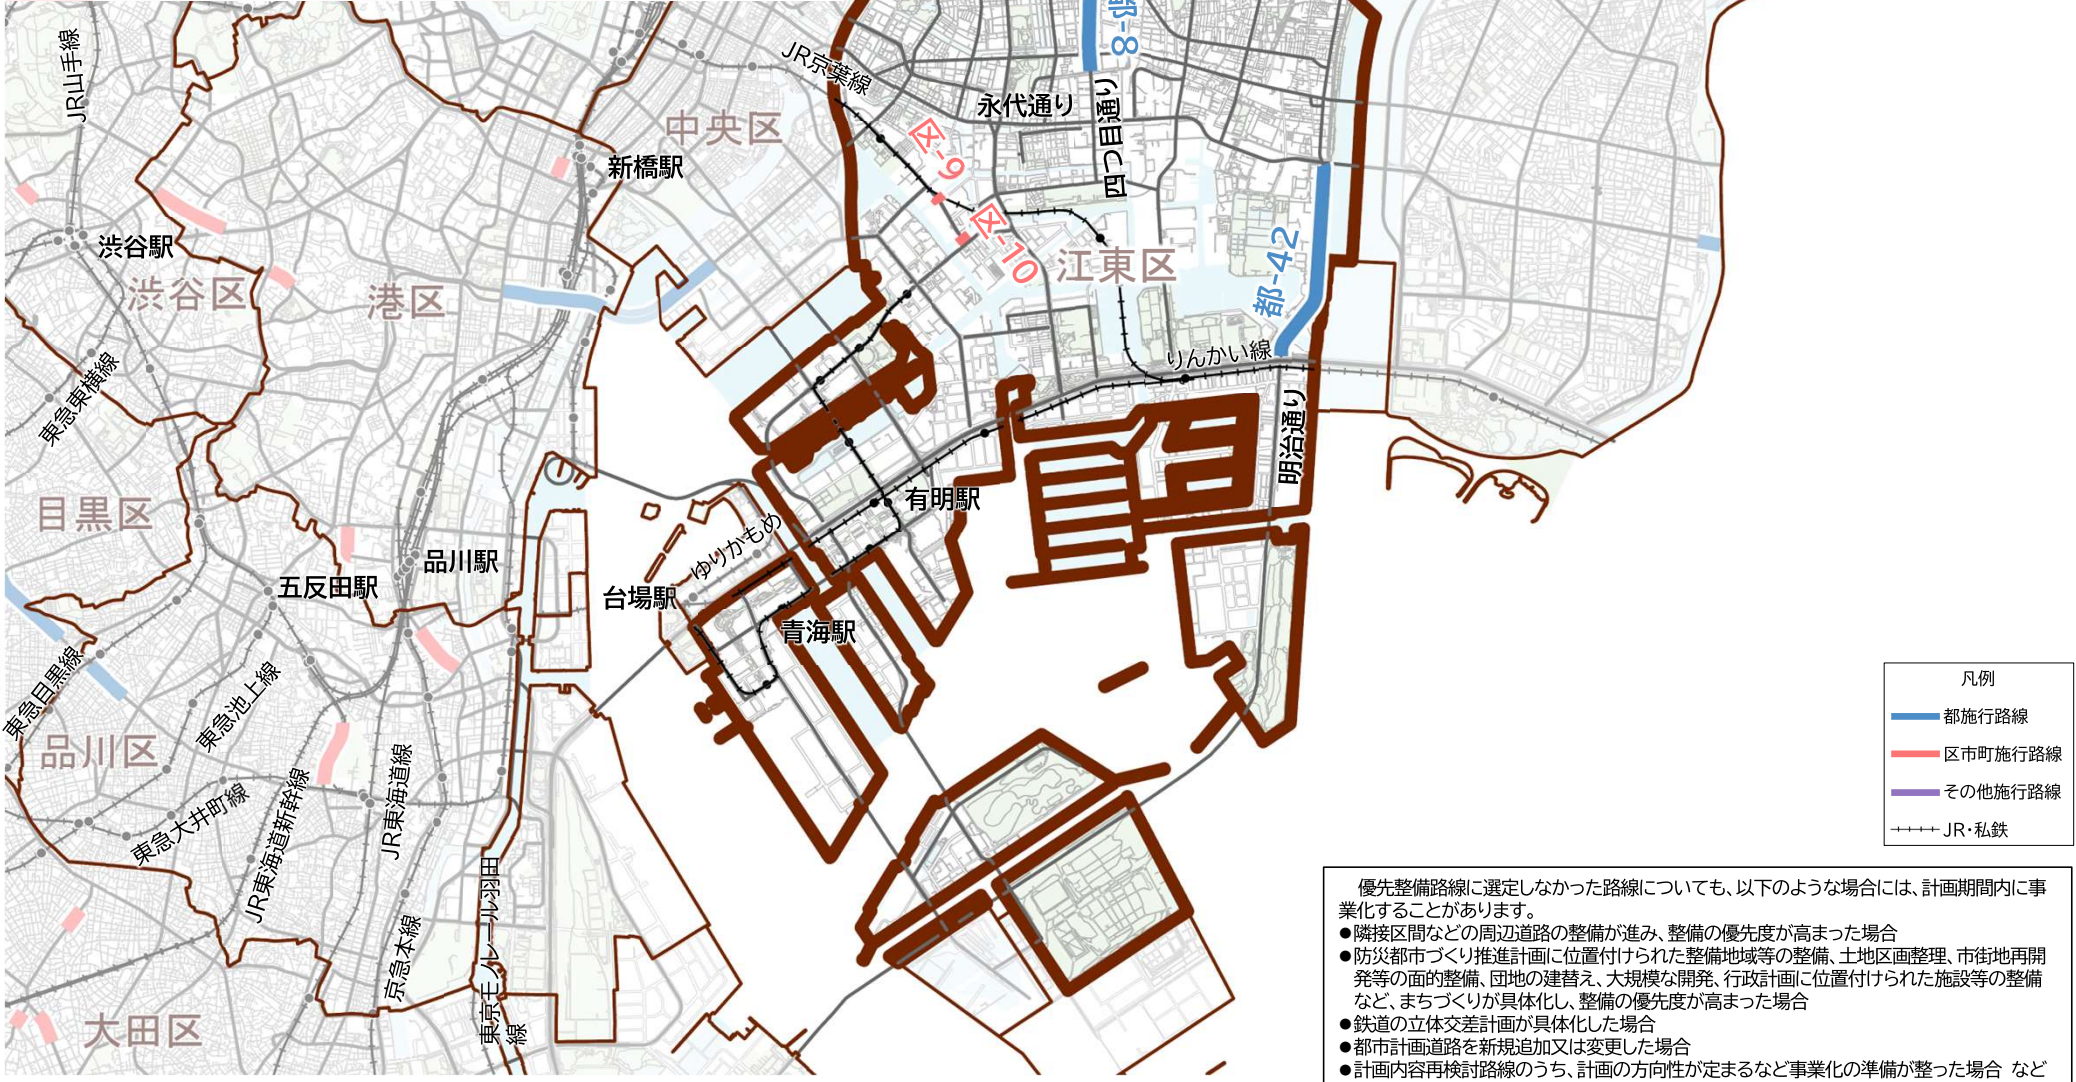 JR山手線
JR京葉線
永代通り
都-8
四つ目通り
中央区
区-9
新橋駅
区-10
江東区
都-42
渋谷駅
渋谷区
港区
りんかい線
東急東横線
明治通り
目黒区
有明駅
ゆりかもめ
品川駅
五反田駅
台場駅
青海駅
東急目黒線
東急池上線
品川区
東急大井町線
JR東海道新幹線
JR東海道線
京急本線
東京モノレール羽田
線
大田区
凡例
都施行路線
区市町施行路線
その他施行路線
JR・私鉄
優先整備路線に選定しなかった路線についても、以下のような場合には、計画期間内に事
業化することがあります。
●隣接区間などの周辺道路の整備が進み、整備の優先度が高まった場合
●防災都市づくり推進計画に位置付けられた整備地域等の整備、土地区画整理、市街地再開
発等の面的整備、団地の建替え、大規模な開発、行政計画に位置付けられた施設等の整備
など、まちづくりが具体化し、整備の優先度が高まった場合
●鉄道の立体交差計画が具体化した場合
●都市計画道路を新規追加又は変更した場合
●計画内容再検討路線のうち、計画の方向性が定まるなど事業化の準備が整った場合 など